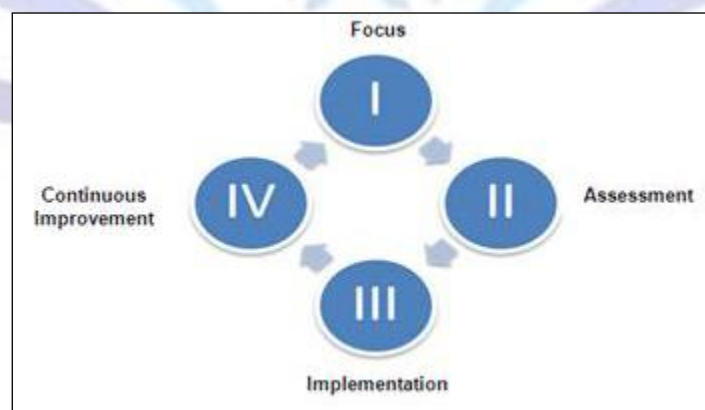 Focus
I
IV
II
Continuous
Improvement
Assessment
III
Implementation